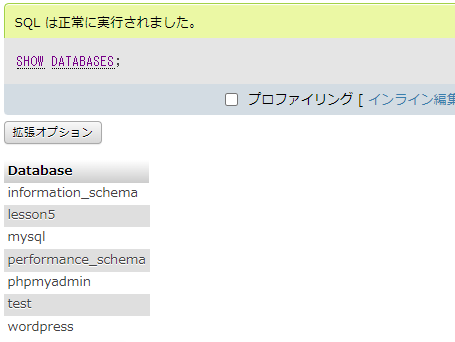 SQL は正常に実行されました。
SHOW DATABASES;
プロファイリング [ インライン編集
拡張オプション
Database
information_schema
lesson5
mysql
performance_schema
phpmyadmin
test
wordpress